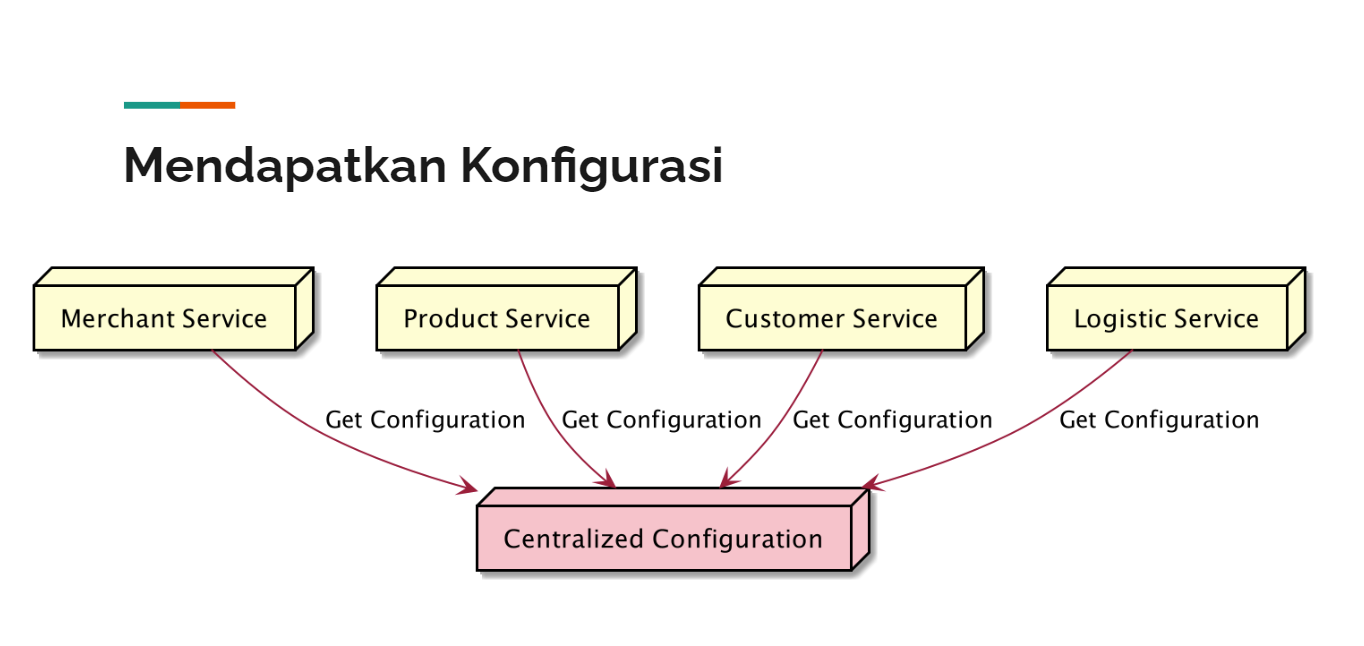 Mendapatkan Konfigurasi
Merchant Service
Product Service
Customer Service
Logistic Service
Get Configuration
Get Configuration
Get Configuration
Get Configuration
Centralized Configuration